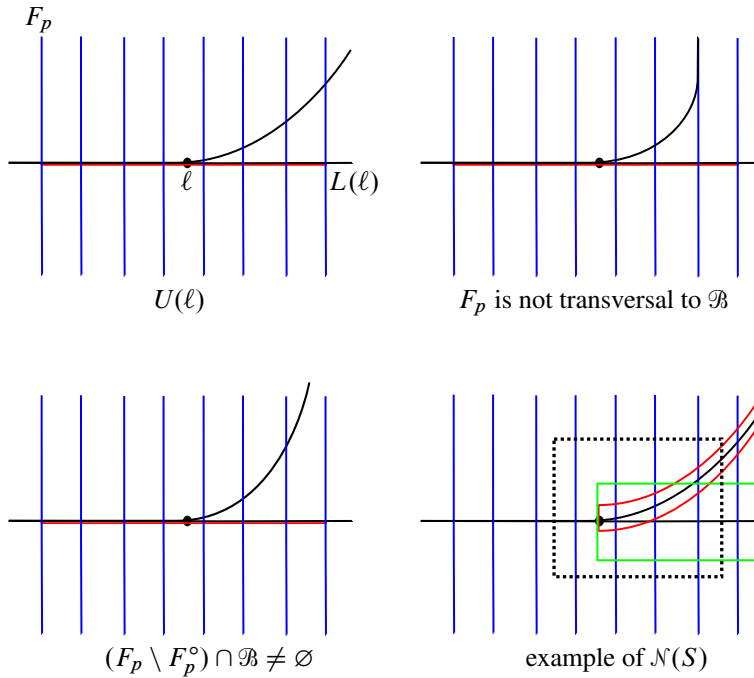 F_p
ℓ L(ℓ)
U(ℓ)
F_p is not transversal to ℬ
(F_p \ F_p°) ∩ ℬ ≠ ∅
example of 𝒩(S)